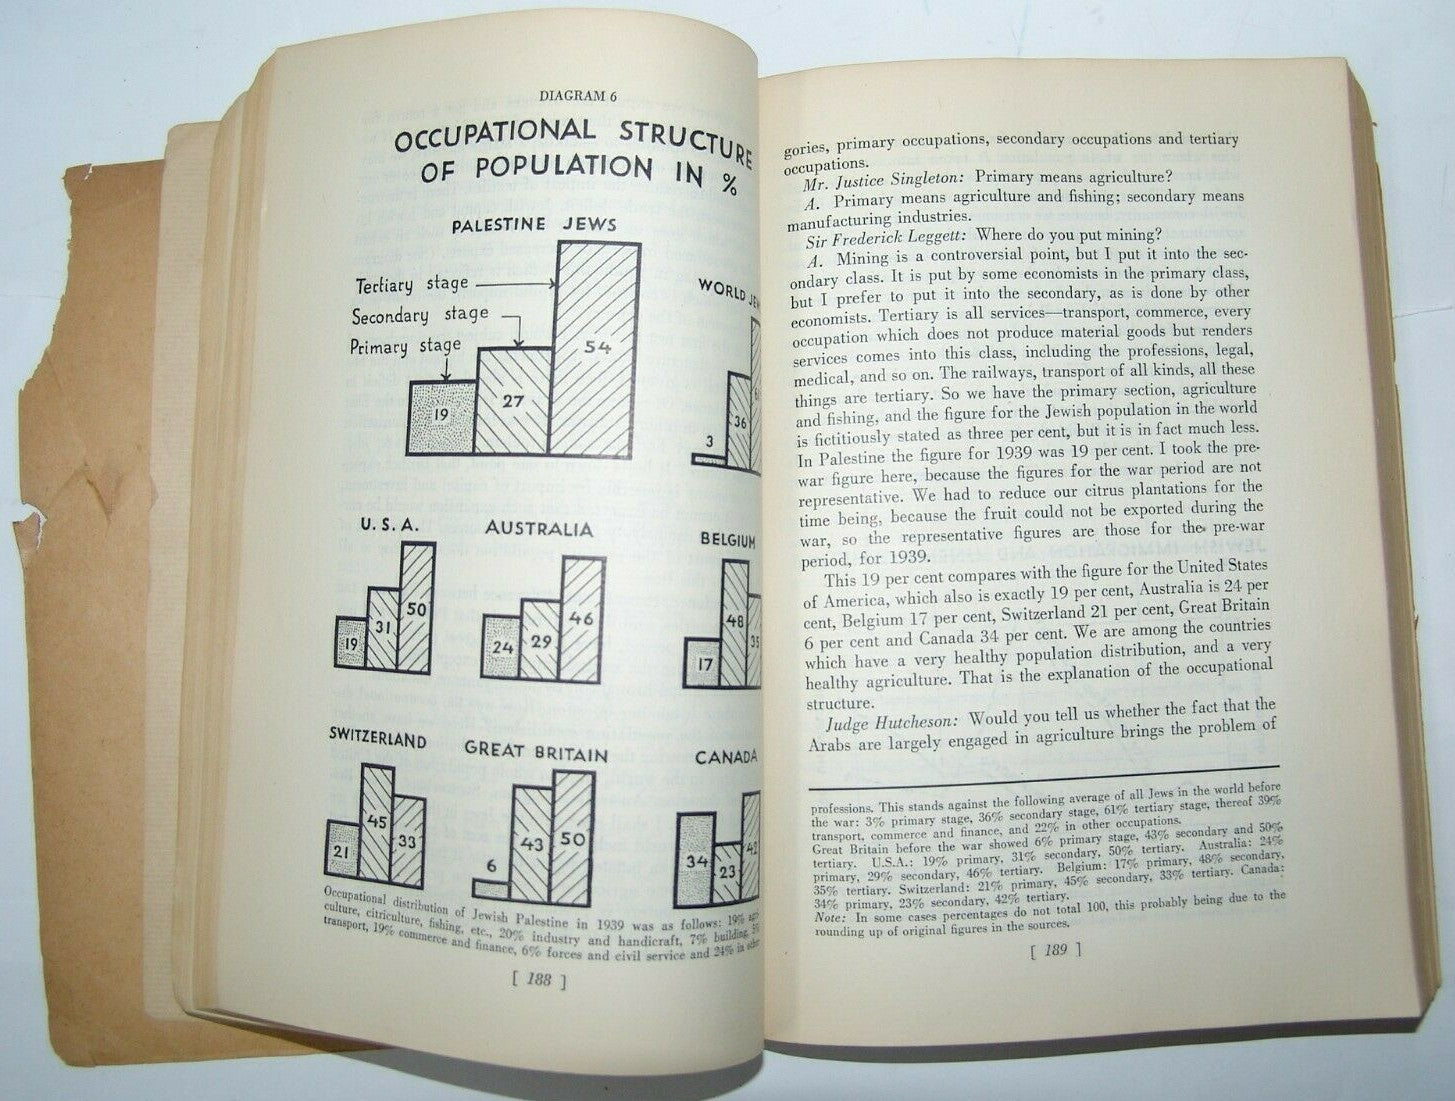 DIAGRAM 6
OCCUPATIONAL STRUCTURE
OF POPULATION IN %
PALESTINE JEWS
Tertiary stage
Secondary stage
Primary stage
19
27
54
WORLD
3
36
U. S. A.
19
31
50
AUSTRALIA
24
29
46
BELGIUM
17
48
35
SWITZERLAND
21
45
33
GREAT BRITAIN
6
43
50
CANADA
34
23
42
Occupational distribution of Jewish Palestine in 1939 was as follows: 19% agri-
culture, citriculture, fishing, etc., 20% industry and handicraft, 7% building, 5%
transport, 19% commerce and finance, 6% forces and civil service and 24% in other
[ 188 ]
gories, primary occupations, secondary occupations and tertiary
occupations.
Mr. Justice Singleton: Primary means agriculture?
A. Primary means agriculture and fishing; secondary means
manufacturing industries.
Sir Frederick Leggett: Where do you put mining?
A. Mining is a controversial point, but I put it into the sec-
ondary class. It is put by some economists in the primary class,
but I prefer to put it into the secondary, as is done by other
economists. Tertiary is all services—transport, commerce, every
occupation which does not produce material goods but renders
services comes into this class, including the professions, legal,
medical, and so on. The railways, transport of all kinds, all these
things are tertiary. So we have the primary section, agriculture
and fishing, and the figure for the Jewish population in the world
is fictitiously stated as three per cent, but it is in fact much less.
In Palestine the figure for 1939 was 19 per cent. I took the pre-
war figure here, because the figures for the war period are not
representative. We had to reduce our citrus plantations for the
time being, because the fruit could not be exported during the
war, so the representative figures are those for the pre-war
period, for 1939.
This 19 per cent compares with the figure for the United States
of America, which also is exactly 19 per cent, Australia is 24 per
cent, Belgium 17 per cent, Switzerland 21 per cent, Great Britain
6 per cent and Canada 34 per cent. We are among the countries
which have a very healthy population distribution, and a very
healthy agriculture. That is the explanation of the occupational
structure.
Judge Hutcheson: Would you tell us whether the fact that the
Arabs are largely engaged in agriculture brings the problem of
professions. This stands against the following average of all Jews in the world before
the war: 3% primary stage, 36% secondary stage, 61% tertiary stage, thereof 39%
transport, commerce and finance, and 22% in other occupations.
Great Britain before the war showed 6% primary stage, 43% secondary and 50%
tertiary. U.S.A.: 19% primary, 31% secondary, 50% tertiary. Australia: 24%
primary, 29% secondary, 46% tertiary. Belgium: 17% primary, 48% secondary,
35% tertiary. Switzerland: 21% primary, 45% secondary, 33% tertiary. Canada:
34% primary, 23% secondary, 42% tertiary.
Note: In some cases percentages do not total 100, this probably being due to the
rounding up of original figures in the sources.
[ 189 ]